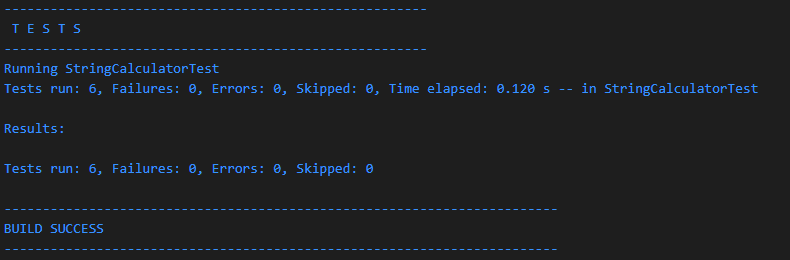 -------------------------------------------------------
T E S T S
-------------------------------------------------------
Running StringCalculatorTest
Tests run: 6, Failures: 0, Errors: 0, Skipped: 0, Time elapsed: 0.120 s -- in StringCalculatorTest
Results:
Tests run: 6, Failures: 0, Errors: 0, Skipped: 0
------------------------------------------------------------------------
BUILD SUCCESS
------------------------------------------------------------------------